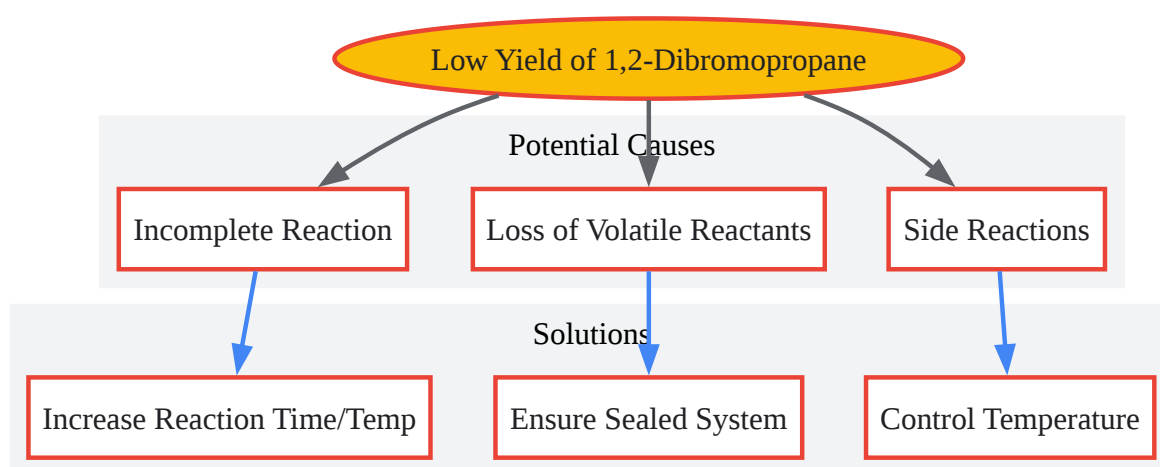 Low Yield of 1,2-Dibromopropane
Potential Causes
Incomplete Reaction
Loss of Volatile Reactants
Side Reactions
Solutions
Increase Reaction Time/Temp
Ensure Sealed System
Control Temperature